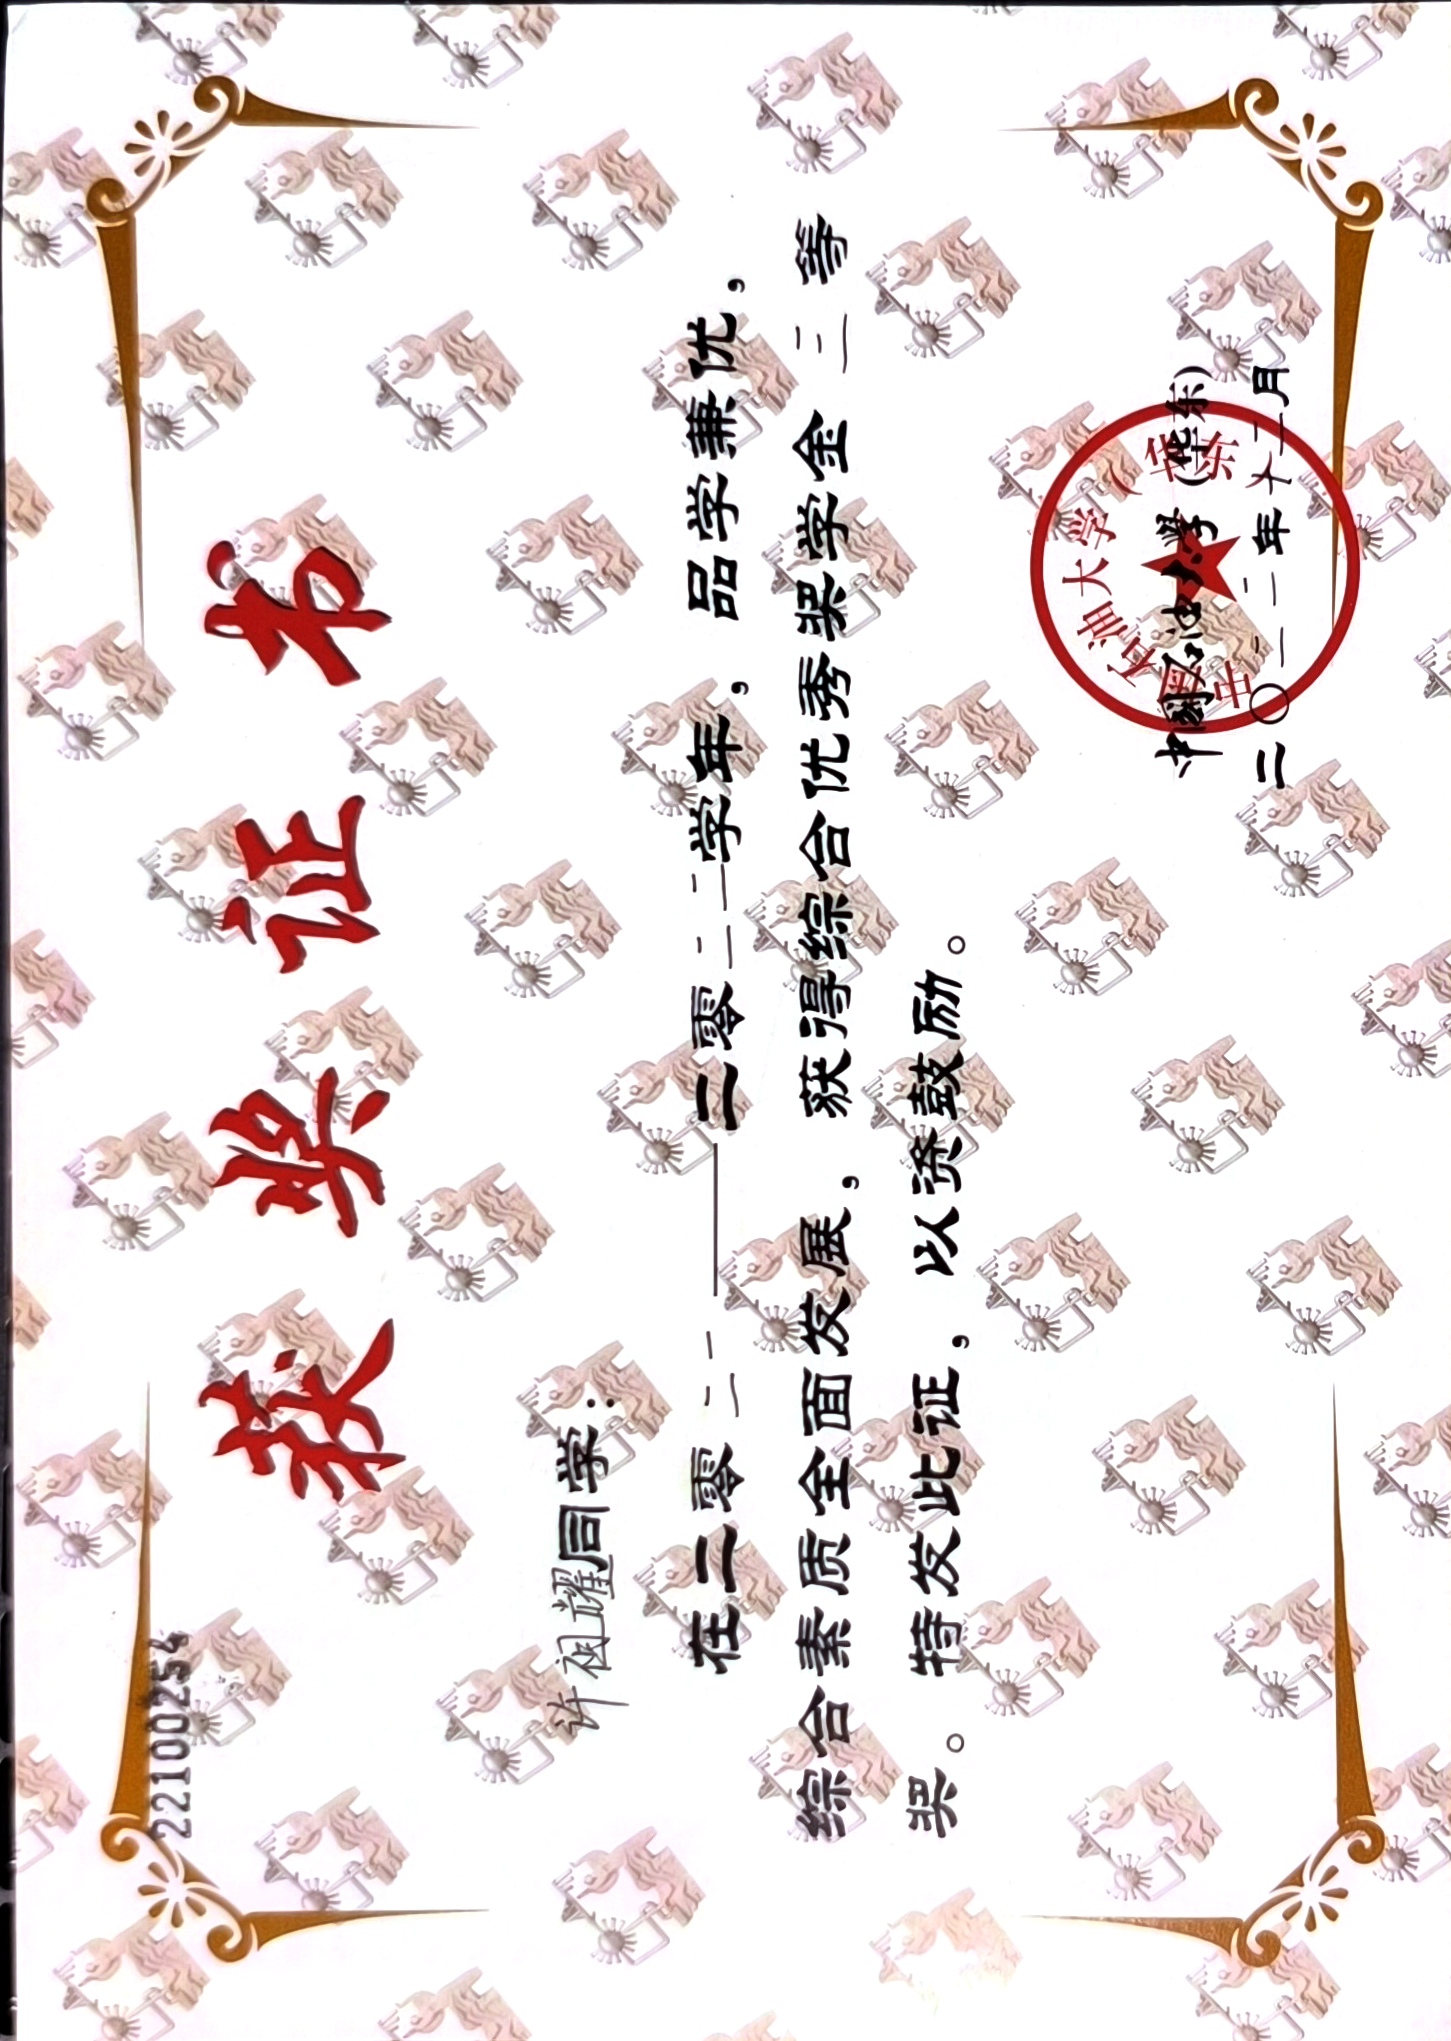 22100254
获奖证书
许祖耀同学：
在二零二一——二零二二学年，品学兼优，
综合素质全面发展，获得综合优秀奖学金三等
奖。特发此证，以资鼓励。
中国石油大学（华东）
中國石油大學(华东)
二〇二二年十二月